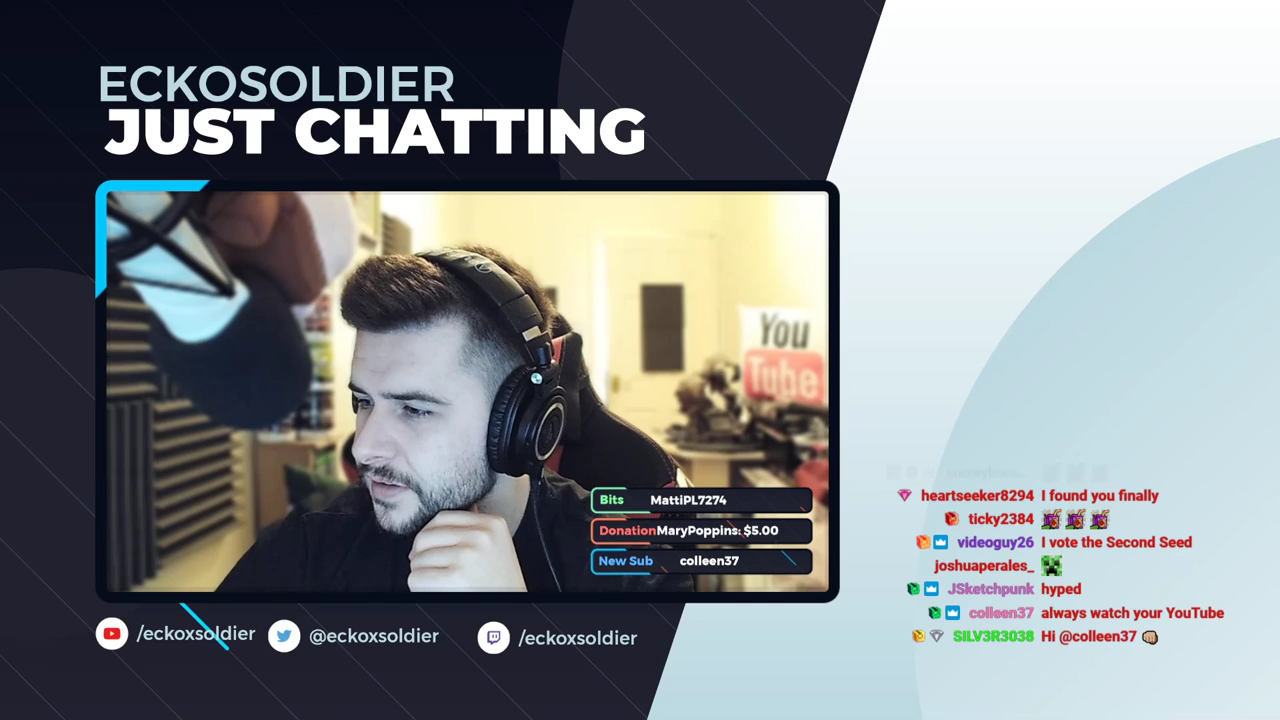 ECKOSOLDIER
JUST CHATTING
You
Tube
Bits MattiPL7274
Donation MaryPoppins: $5.00
New Sub colleen37
/eckoxsoldier
@eckoxsoldier
/eckoxsoldier
heartseeker8294 I found you finally
ticky2384
videoguy26 I vote the Second Seed
joshuaperales_
JSketchpunk hyped
colleen37 always watch your YouTube
SILV3R3038 Hi @colleen37